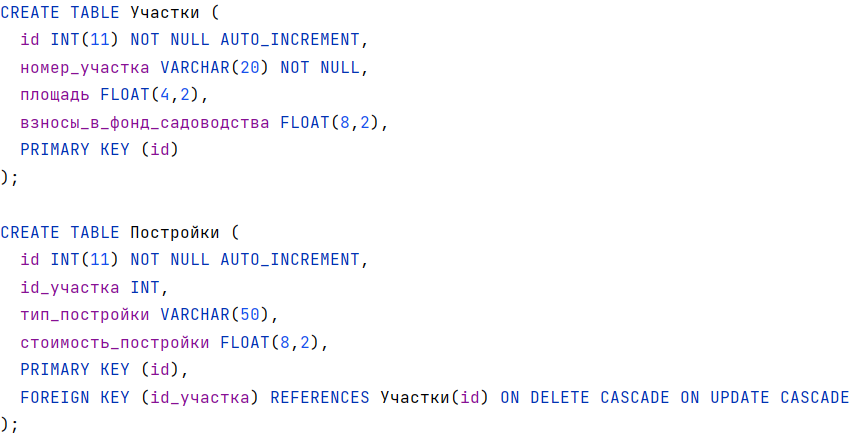 CREATE TABLE Участки (
  id INT(11) NOT NULL AUTO_INCREMENT,
  номер_участка VARCHAR(20) NOT NULL,
  площадь FLOAT(4,2),
  взносы_в_фонд_садоводства FLOAT(8,2),
  PRIMARY KEY (id)
);

CREATE TABLE Постройки (
  id INT(11) NOT NULL AUTO_INCREMENT,
  id_участка INT,
  тип_постройки VARCHAR(50),
  стоимость_постройки FLOAT(8,2),
  PRIMARY KEY (id),
  FOREIGN KEY (id_участка) REFERENCES Участки(id) ON DELETE CASCADE ON UPDATE CASCADE
);